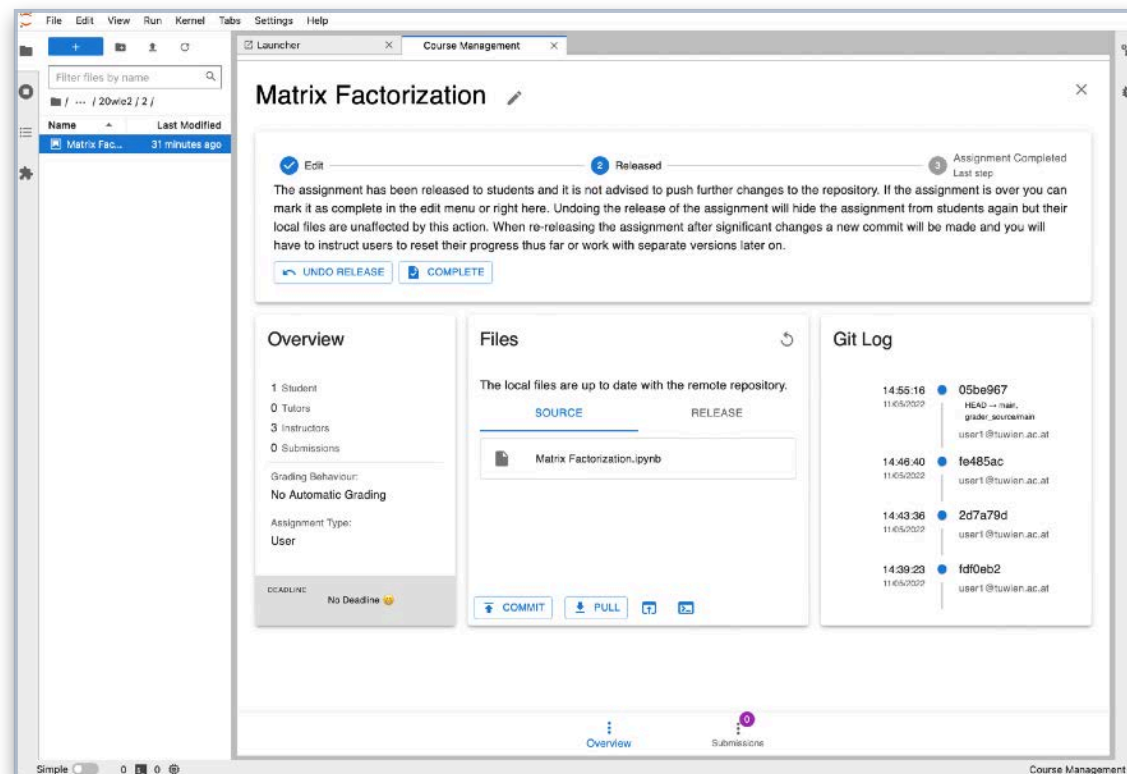 File Edit View Run Kernel Tabs Settings Help
+
Filter files by name
/ ··· / 20wle2 / 2 /
Name Last Modified
Matrix Fac... 31 minutes ago
Launcher ×
Course Management ×
Matrix Factorization
Edit
2 Released
3 Assignment Completed
Last step
The assignment has been released to students and it is not advised to push further changes to the repository. If the assignment is over you can
mark it as complete in the edit menu or right here. Undoing the release of the assignment will hide the assignment from students again but their
local files are unaffected by this action. When re-releasing the assignment after significant changes a new commit will be made and you will
have to instruct users to reset their progress thus far or work with separate versions later on.
UNDO RELEASE COMPLETE
Overview
1 Student
0 Tutors
3 Instructors
0 Submissions
Grading Behaviour:
No Automatic Grading
Assignment Type:
User
DEADLINE
No Deadline 😊
Files
The local files are up to date with the remote repository.
SOURCE RELEASE
Matrix Factorization.ipynb
COMMIT PULL
Git Log
14:55:16 05be967
11/05/2022 HEAD → main,
grader_source/main
user1@tuwien.ac.at
14:46:40 fe485ac
11/05/2022 user1@tuwien.ac.at
14:43:36 2d7a79d
11/05/2022 user1@tuwien.ac.at
14:39:23 fdf0eb2
11/05/2022 user1@tuwien.ac.at
Overview
0
Submissions
Simple 0 0 Course Management